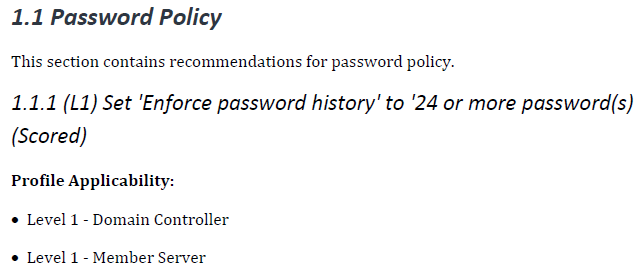 1.1 Password Policy
This section contains recommendations for password policy.
1.1.1 (L1) Set 'Enforce password history' to '24 or more password(s)
(Scored)
Profile Applicability:
• Level 1 - Domain Controller
• Level 1 - Member Server